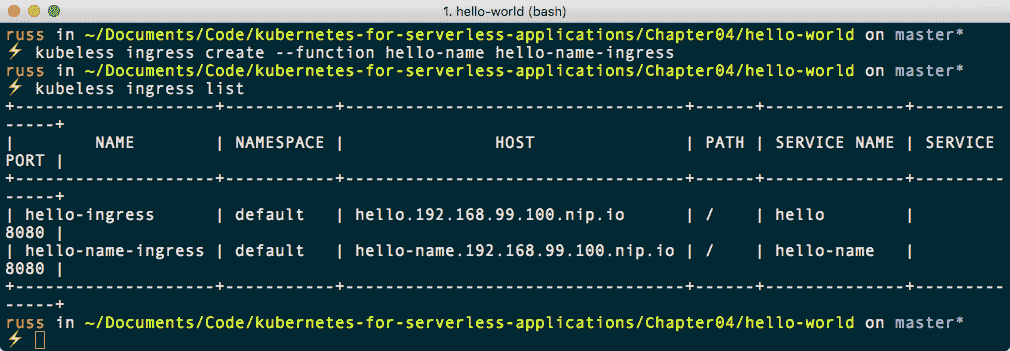 1. hello-world (bash)
russ in ~/Documents/Code/kubernetes-for-serverless-applications/Chapter04/hello-world on master*
⚡ kubeless ingress create --function hello-name hello-name-ingress
russ in ~/Documents/Code/kubernetes-for-serverless-applications/Chapter04/hello-world on master*
⚡ kubeless ingress list
+--------------------+-----------+-----------------------------------+------+--------------+---------
-----+
|        NAME        | NAMESPACE |               HOST                | PATH | SERVICE NAME | SERVICE
PORT |
+--------------------+-----------+-----------------------------------+------+--------------+---------
-----+
| hello-ingress      | default   | hello.192.168.99.100.nip.io       | /    | hello        |
8080 |
| hello-name-ingress | default   | hello-name.192.168.99.100.nip.io | /    | hello-name   |
8080 |
+--------------------+-----------+-----------------------------------+------+--------------+---------
-----+
russ in ~/Documents/Code/kubernetes-for-serverless-applications/Chapter04/hello-world on master*
⚡